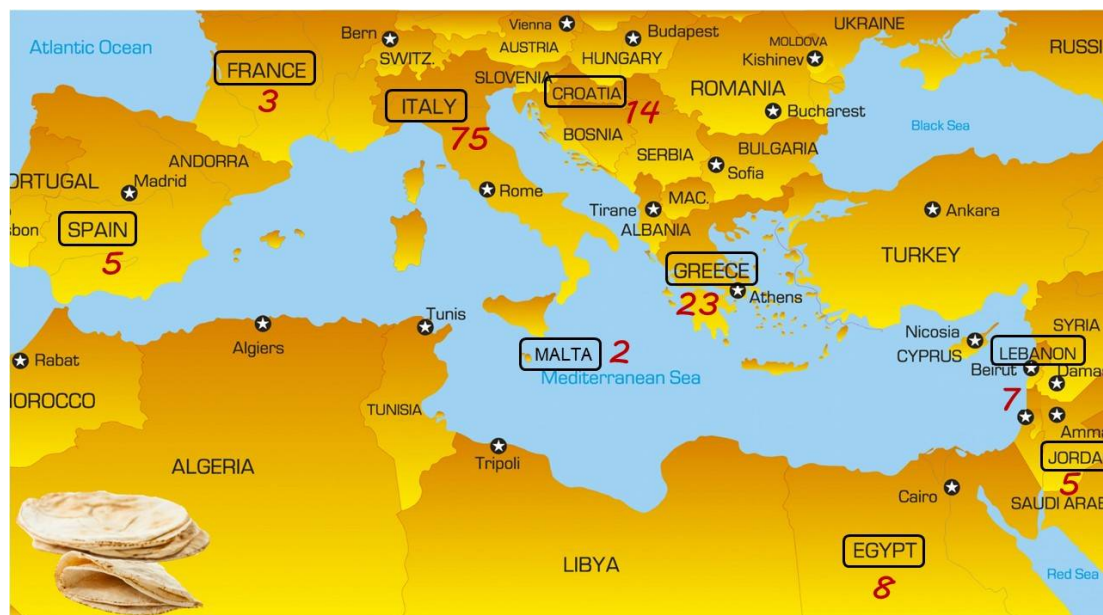 Atlantic Ocean
Bern
Vienna
Budapest
UKRAINE
MOLDOVA
Kishinev
RUSSI
SWITZ.
AUSTRIA
HUNGARY
FRANCE
3
SLOVENIA
CROATIA
14
ROMANIA
Bucharest
ITALY
75
BOSNIA
Black Sea
SERBIA
BULGARIA
Sofia
ANDORRA
ORTUGAL
Madrid
Rome
MAC.
Tirane
ALBANIA
Ankara
sbon
SPAIN
5
TURKEY
GREECE
23
Athens
Tunis
Algiers
Nicosia
CYPRUS
SYRIA
Rabat
MALTA
2
Mediterranean Sea
LEBANON
Beirut
Damas
7
OROCCO
TUNISIA
Amma
JORDA
5
ALGERIA
Tripoli
Cairo
SAUDI ARAB
LIBYA
EGYPT
8
Red Sea